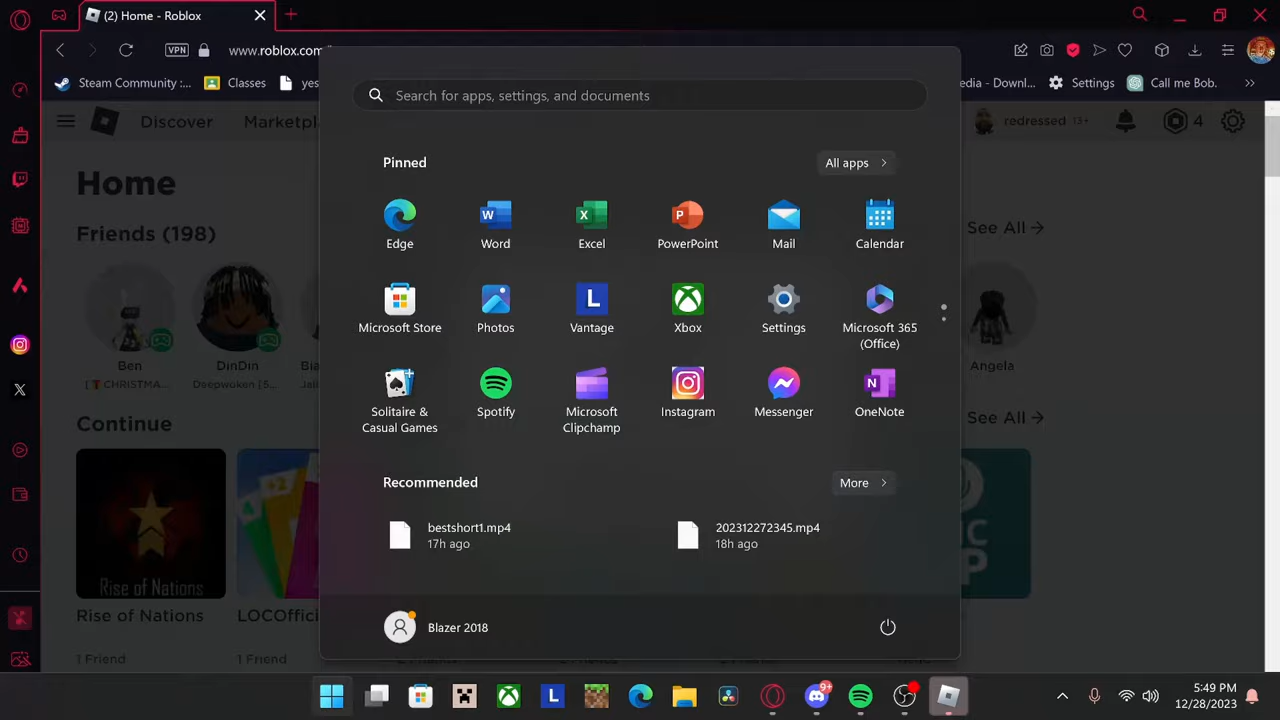 (2) Home - Roblox
VPN
www.roblox.com
Steam Community :...
Classes
yes
edia - Downl...
Settings
Call me Bob.
Search for apps, settings, and documents
Discover
Marketpl
redressed 13+
4
Pinned
All apps
Home
Friends (198)
See All
Edge
Word
Excel
PowerPoint
Mail
Calendar
Microsoft Store
Photos
Vantage
Xbox
Settings
Microsoft 365
(Office)
Ben
DinDin
Angela
[ CHRISTMA...
Deepwoken [5...
Jail
Solitaire &
Casual Games
Spotify
Microsoft
Clipchamp
Instagram
Messenger
OneNote
Continue
See All
Recommended
More
bestshort1.mp4
17h ago
202312272345.mp4
18h ago
Rise of Nations
Rise of Nations
LOCOffici
1 Friend
1 Friend
Blazer 2018
9+
5:49 PM
12/28/2023